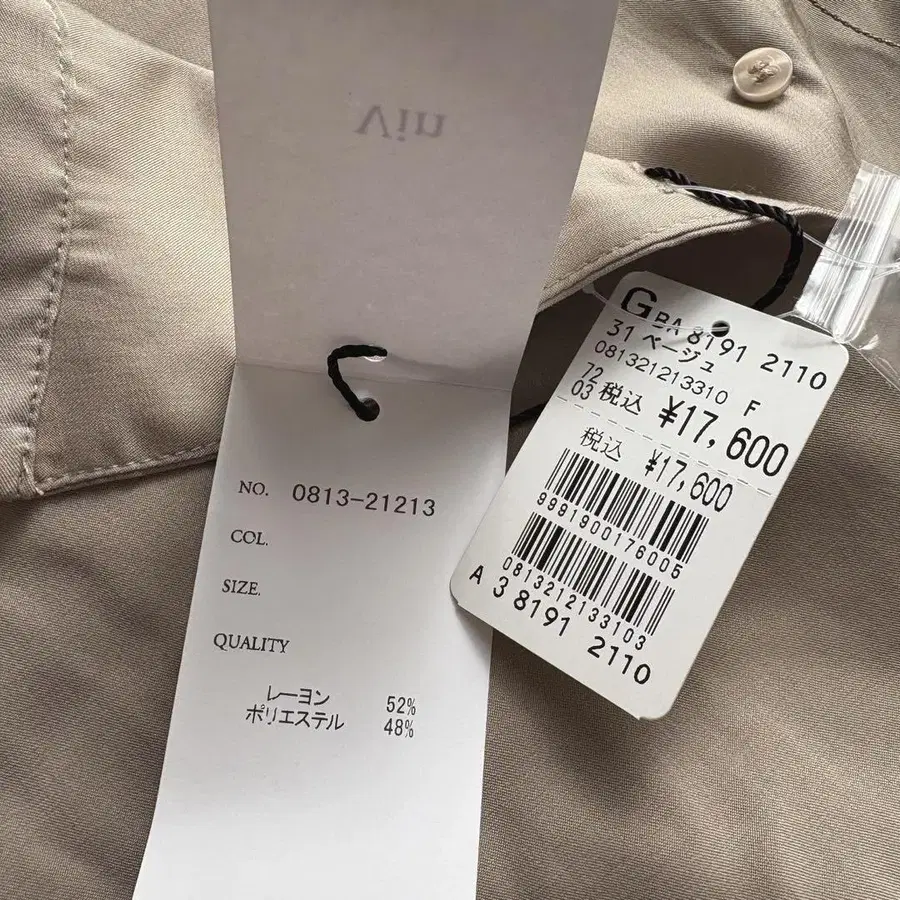 Vin
NO. 0813-21213
COL.
SIZE.
QUALITY
レーヨン 52%
ポリエステル 48%
G BA 8191 2110
31 ベージュ
081321213310 F
72
03 税込 ¥17,600
税込 ¥17,600
9981900176005
0813212133103
A 3 8191 2110